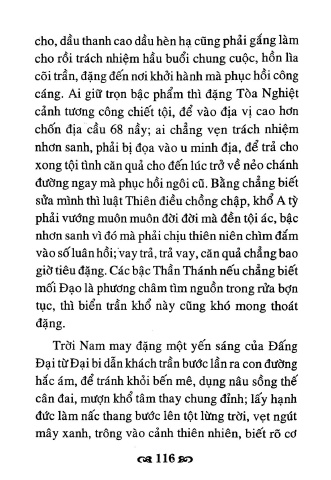 cho, dầu thanh cao dầu hèn hạ cũng phải gắng làm
cho rồi trách nhiệm hầu buổi chung cuộc, hồn lìa
cõi trần, đặng đến nơi khởi hành mà phục hồi công
cáng. Ai giữ trọn bậc phẩm thì đặng Tòa Nghiệt
cảnh tương công chiết tội, để vào địa vị cao hơn
chốn địa cầu 68 nầy; ai chẳng vẹn trách nhiệm
nhơn sanh, phải bị đọa vào u minh địa, để trả cho
xong tội tình căn quả cho đến lúc trở về nẻo chánh
đường ngay mà phục hồi ngôi cũ. Bằng chẳng biết
sửa mình thì luật Thiên điều chồng chập, khổ A tỳ
phải vướng muôn muôn đời đời mà đền tội ác, bậc
nhơn sanh vì đó mà phải chịu thiên niên chìm đắm
vào số luân hồi; vay trả, trả vay, căn quả chẳng bao
giờ tiêu đặng. Các bậc Thần Thánh nếu chẳng biết
mối Đạo là phương châm tìm nguồn trong rửa bợn
tục, thì biển trần khổ này cũng khó mong thoát
đặng.
Trời Nam may đặng một yến sáng của Đấng
Đại từ Đại bi dẫn khách trần bước lần ra con đường
hắc ám, để tránh khỏi bến mê, dụng nâu sồng thế
cân đai, mượn khổ tâm thay chung đỉnh; lấy hạnh
đức làm nấc thang bước lên tột lừng trời, vẹt ngút
mây xanh, trông vào cảnh thiên nhiên, biết rõ cơ
116